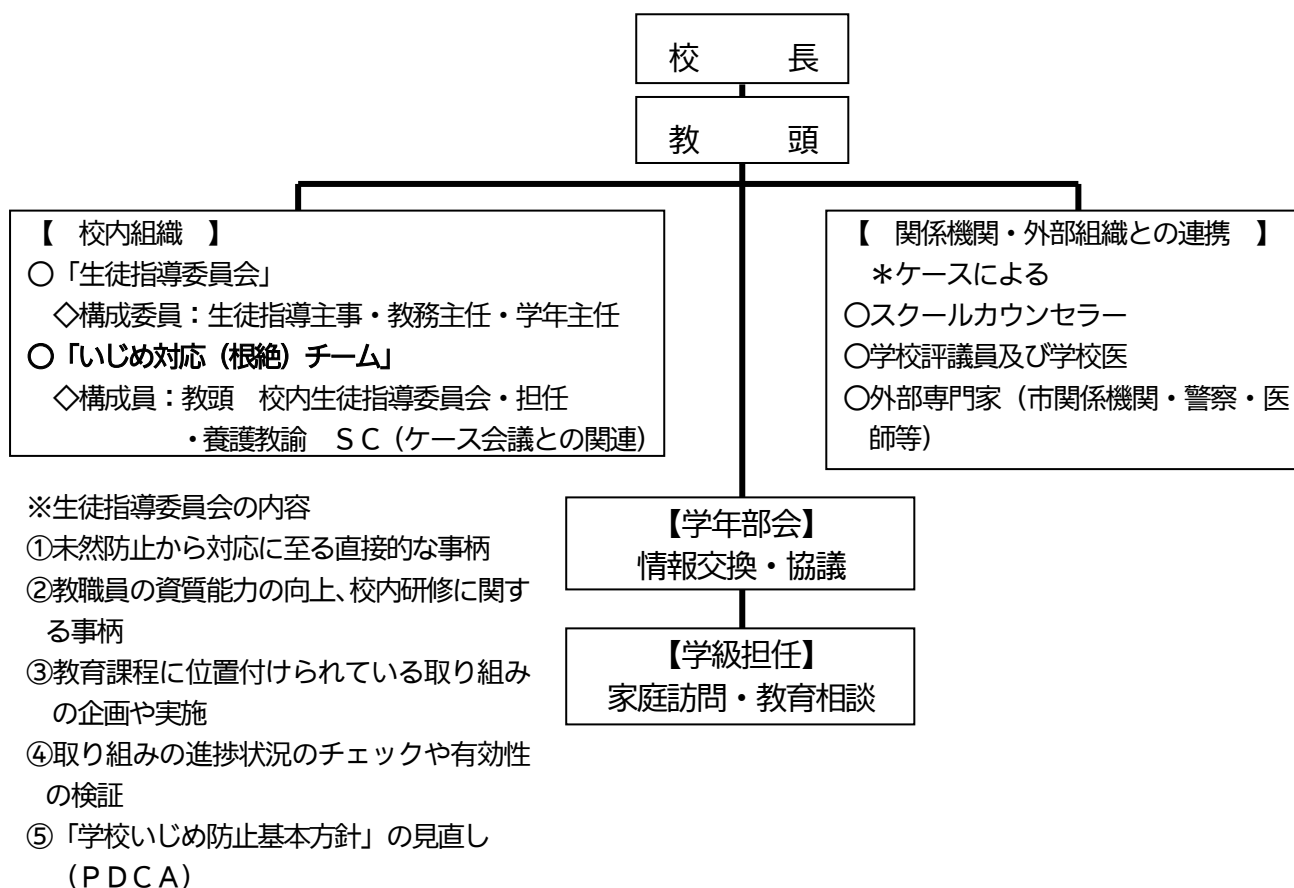 校　　長
教　　頭
【　校内組織　】
〇「生徒指導委員会」
◇構成委員：生徒指導主事・教務主任・学年主任
〇「いじめ対応（根絶）チーム」
◇構成員：教頭　校内生徒指導委員会・担任
・養護教諭　ＳＣ（ケース会議との関連）
【　関係機関・外部組織との連携　】
＊ケースによる
〇スクールカウンセラー
〇学校評議員及び学校医
〇外部専門家（市関係機関・警察・医
師等）
※生徒指導委員会の内容
①未然防止から対応に至る直接的な事柄
②教職員の資質能力の向上、校内研修に関す
る事柄
③教育課程に位置付けられている取り組み
の企画や実施
④取り組みの進捗状況のチェックや有効性
の検証
⑤「学校いじめ防止基本方針」の見直し
（ＰＤＣＡ）
【学年部会】
情報交換・協議
【学級担任】
家庭訪問・教育相談